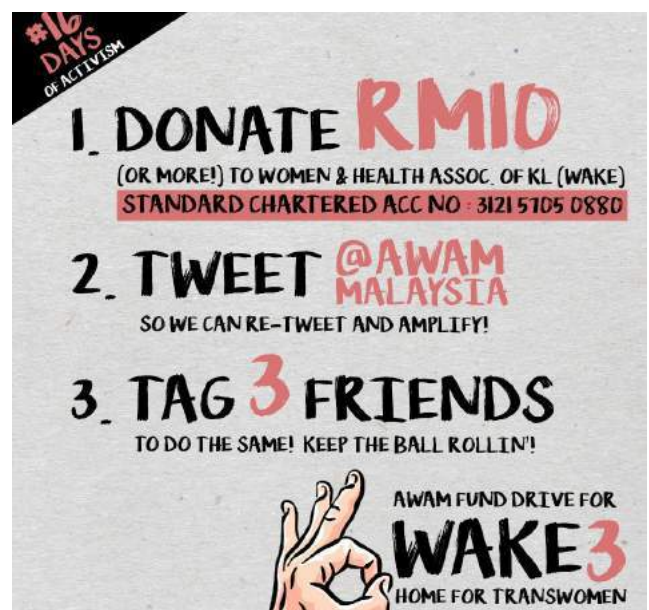 #16
DAYS
OF ACTIVISM
1. DONATE RM10
(OR MORE!) TO WOMEN & HEALTH ASSOC. OF KL (WAKE)
STANDARD CHARTERED ACC NO : 3121 5705 0880
2. TWEET @AWAM
MALAYSIA
SO WE CAN RE-TWEET AND AMPLIFY!
3. TAG 3 FRIENDS
TO DO THE SAME! KEEP THE BALL ROLLIN'!
AWAM FUND DRIVE FOR
WAKE3
HOME FOR TRANSWOMEN